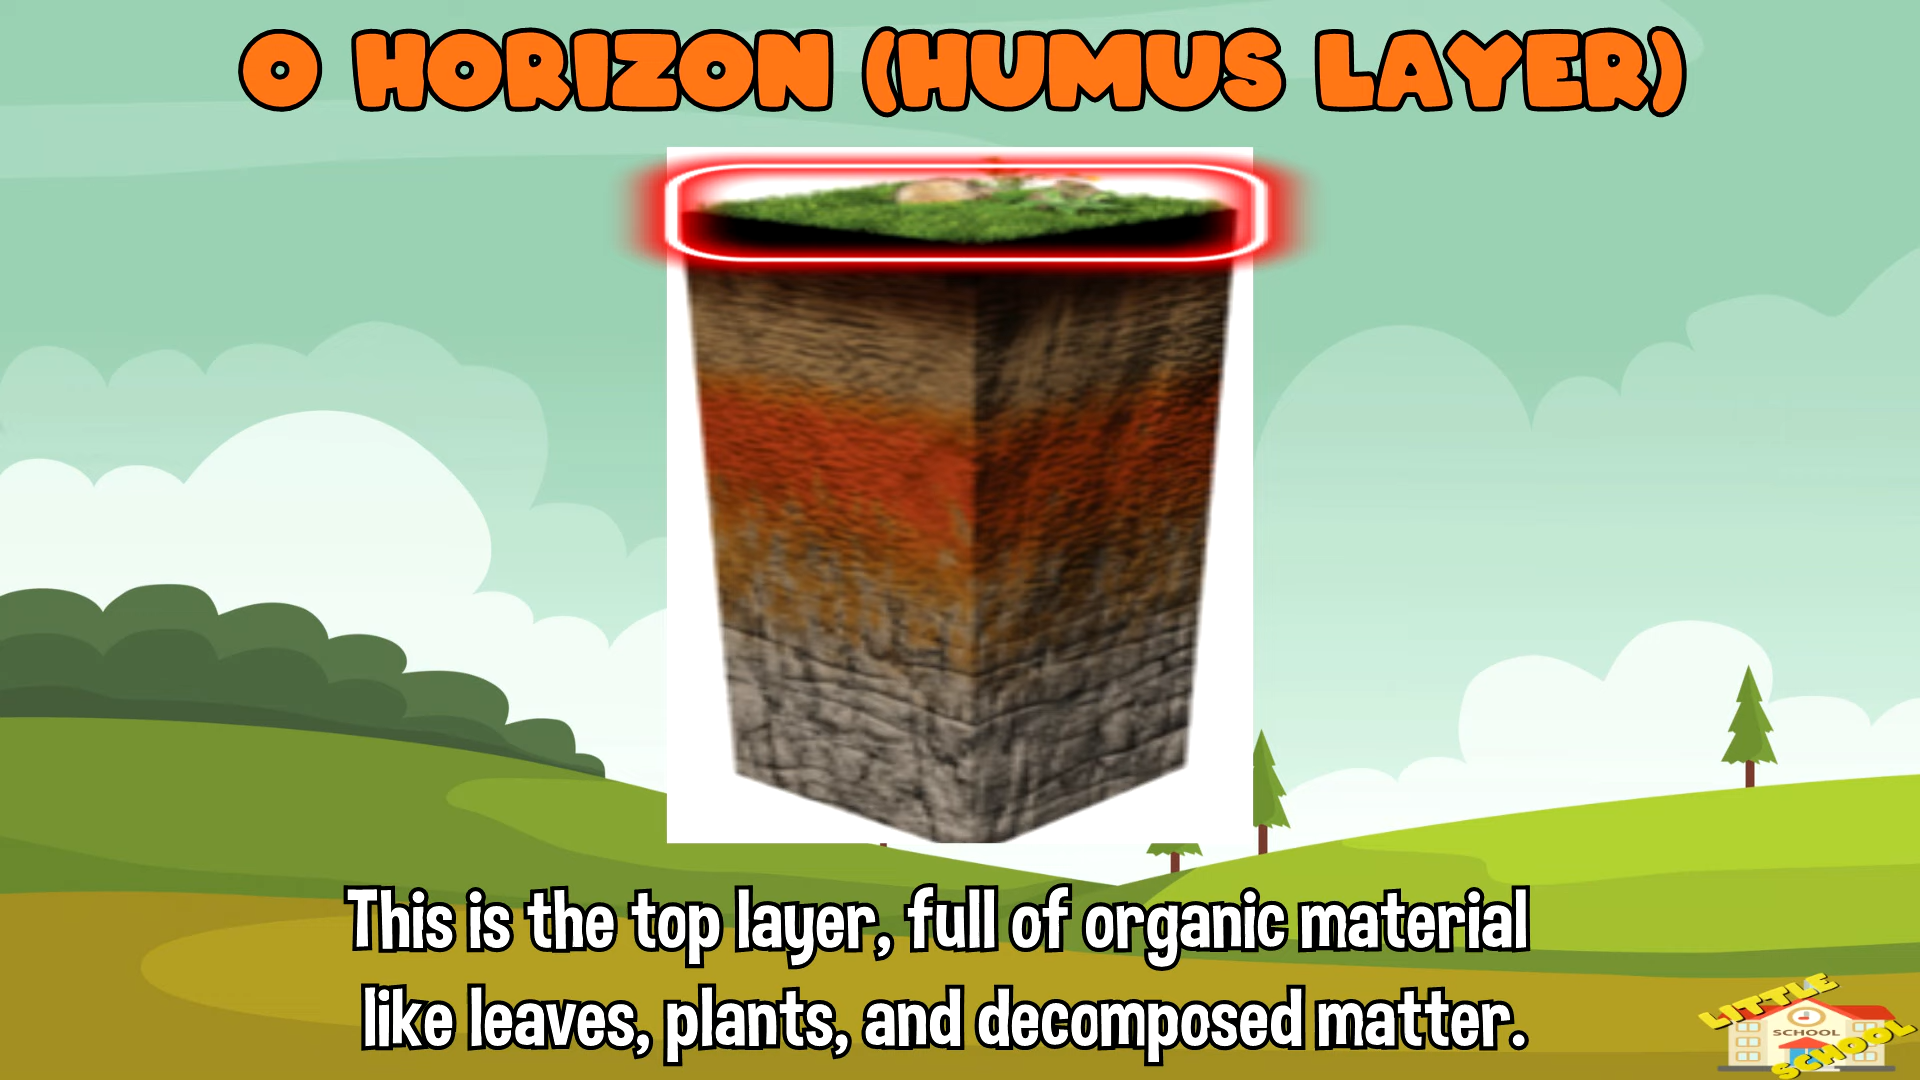 O HORIZON (HUMUS LAYER)
This is the top layer, full of organic material
like leaves, plants, and decomposed matter.
LITTLE
SCHOOL
SCHOOL